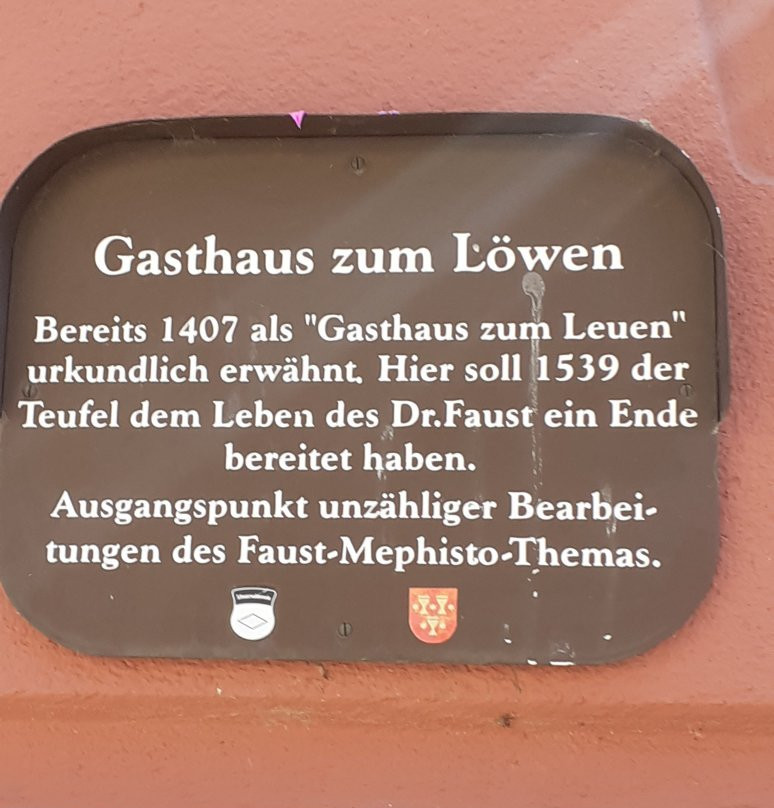 Gasthaus zum Löwen
Bereits 1407 als "Gasthaus zum Leuen"
urkundlich erwähnt. Hier soll 1539 der
Teufel dem Leben des Dr.Faust ein Ende
bereitet haben.
Ausgangspunkt unzähliger Bearbei-
tungen des Faust-Mephisto-Themas.